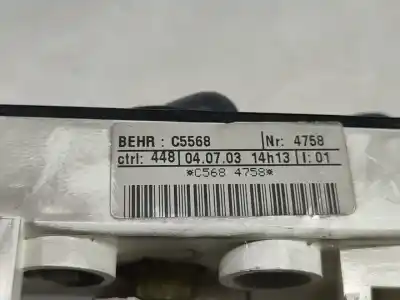 BEHR : C5568 Nr: 4758
ctrl: 448 04.07.03 14h13 I: 01
*C568 4758*